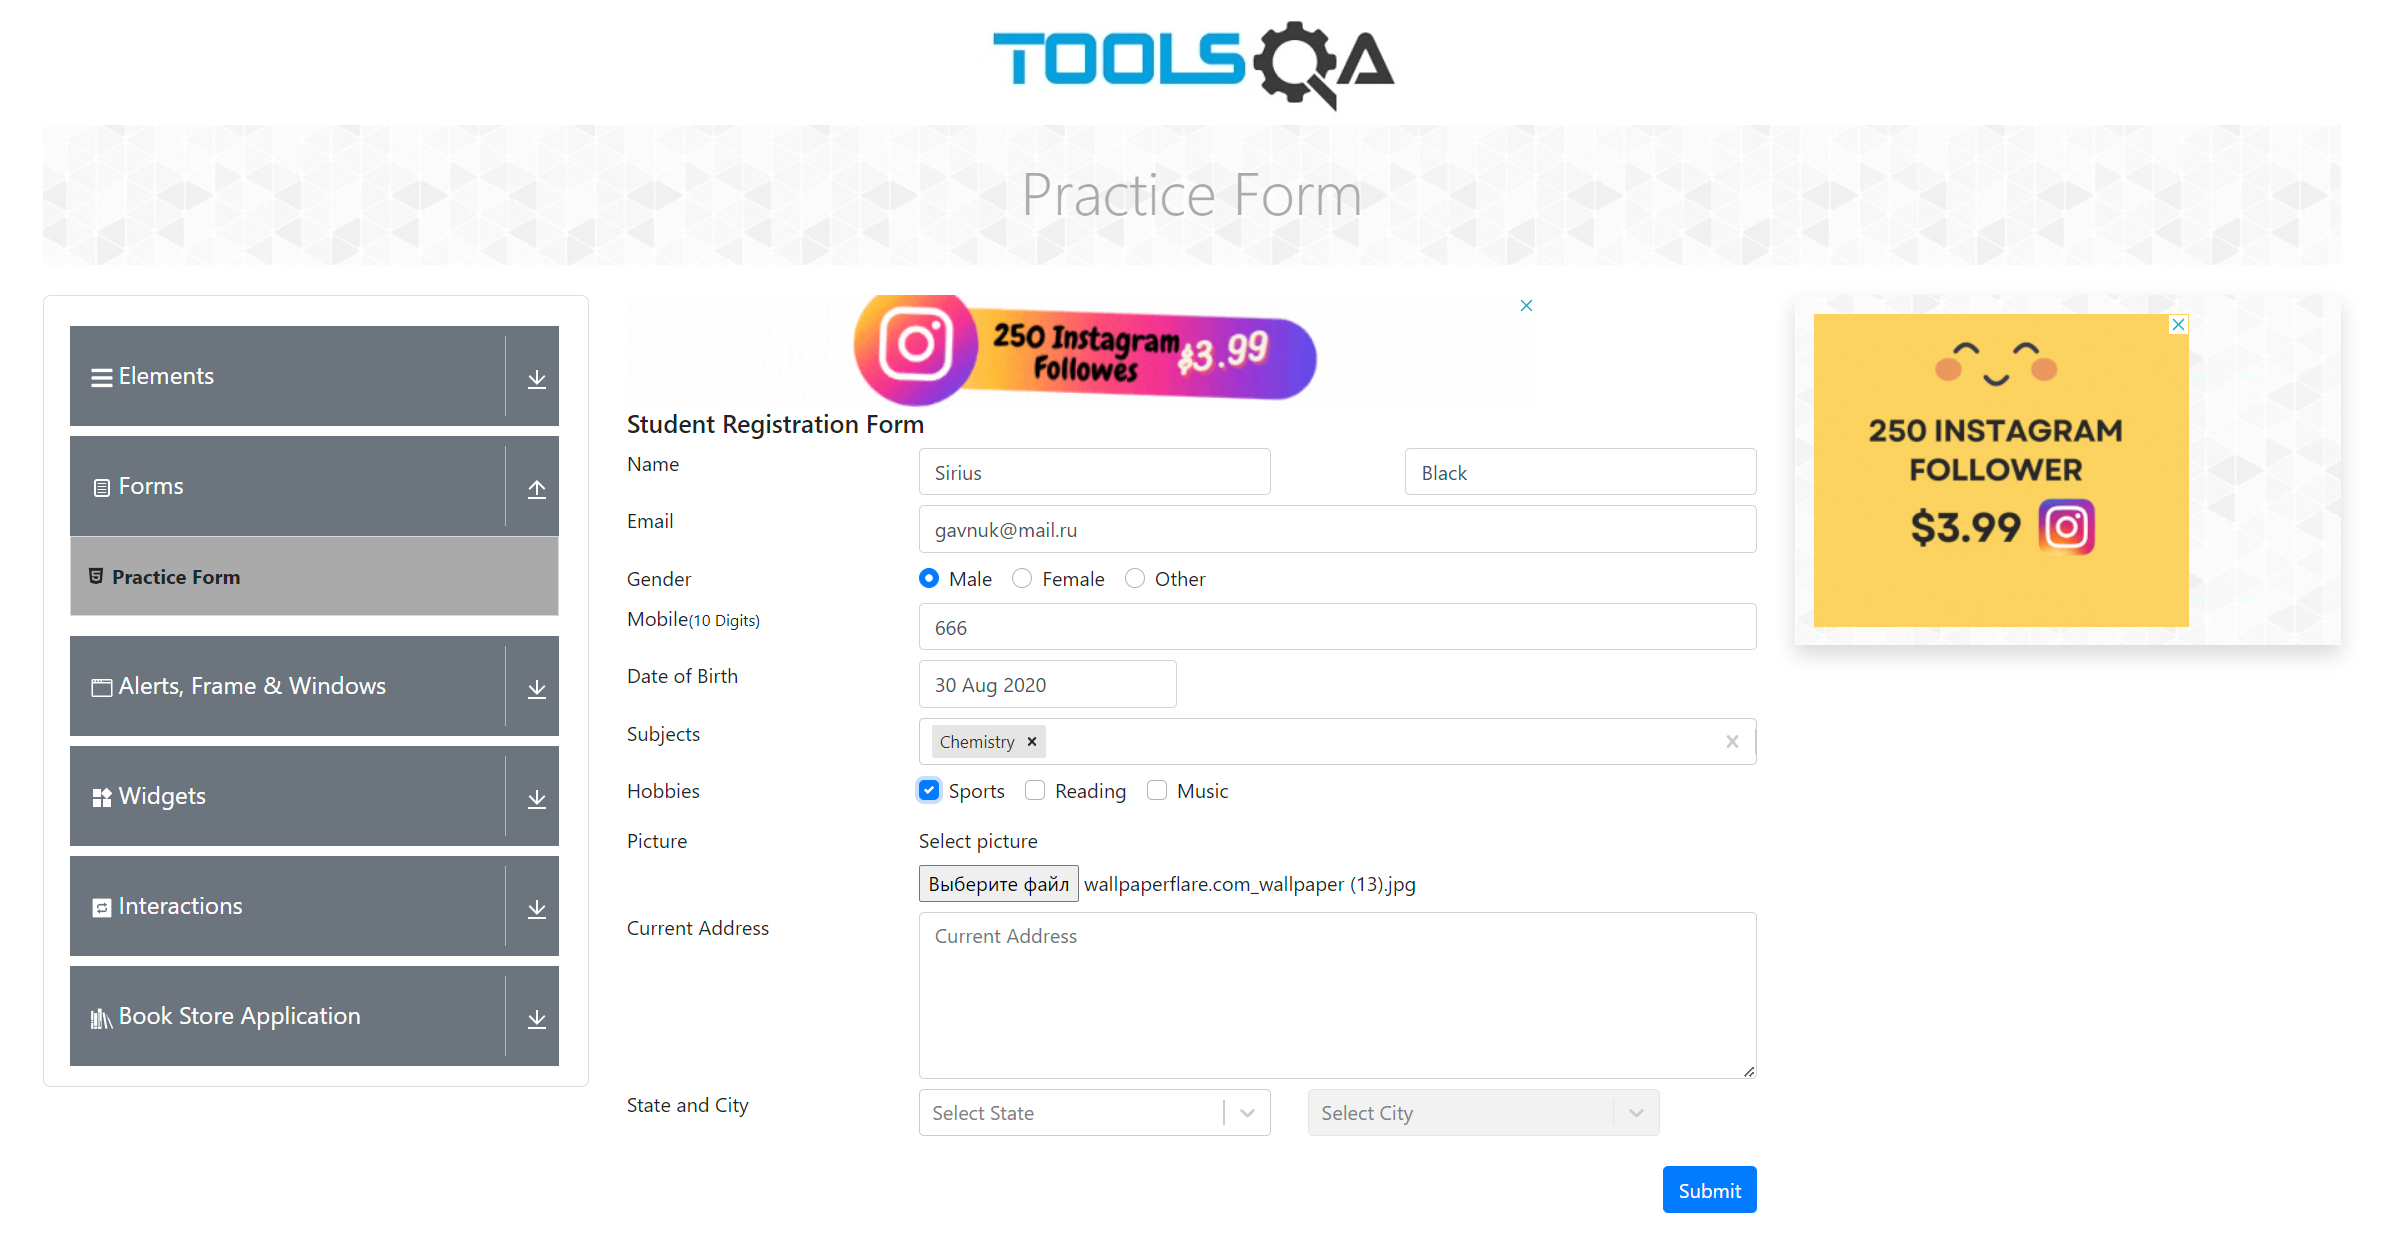 TOOLSQA
Practice Form
Elements
Forms
Practice Form
Alerts, Frame & Windows
Widgets
Interactions
Book Store Application
250 Instagram
Followes
$3.99
Student Registration Form
Name
Sirius
Black
Email
gavnuk@mail.ru
Gender
Male
Female
Other
Mobile(10 Digits)
666
Date of Birth
30 Aug 2020
Subjects
Chemistry
Hobbies
Sports
Reading
Music
Picture
Select picture
Выберите файл wallpaperflare.com_wallpaper (13).jpg
Current Address
Current Address
State and City
Select State
Select City
Submit
250 INSTAGRAM
FOLLOWER
$3.99